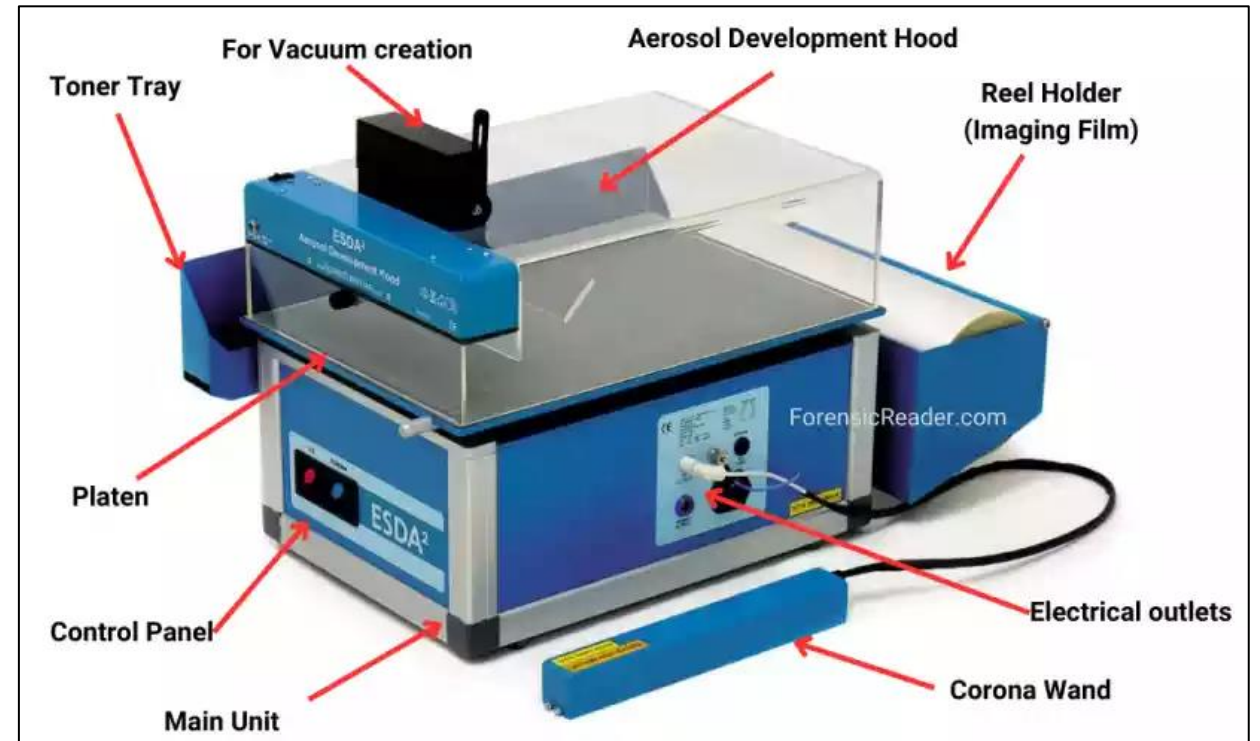 For Vacuum creation
Aerosol Development Hood
Toner Tray
Reel Holder
(Imaging Film)
ESDA²
Aerosol Development Hood
ForensicReader.com
Platen
ESDA²
Control Panel
Electrical outlets
Corona Wand
Main Unit